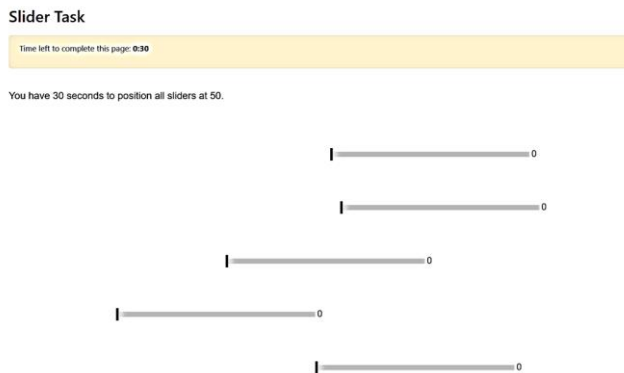 Slider Task
Time left to complete this page: 0:30
You have 30 seconds to position all sliders at 50.
0
0
0
0
0